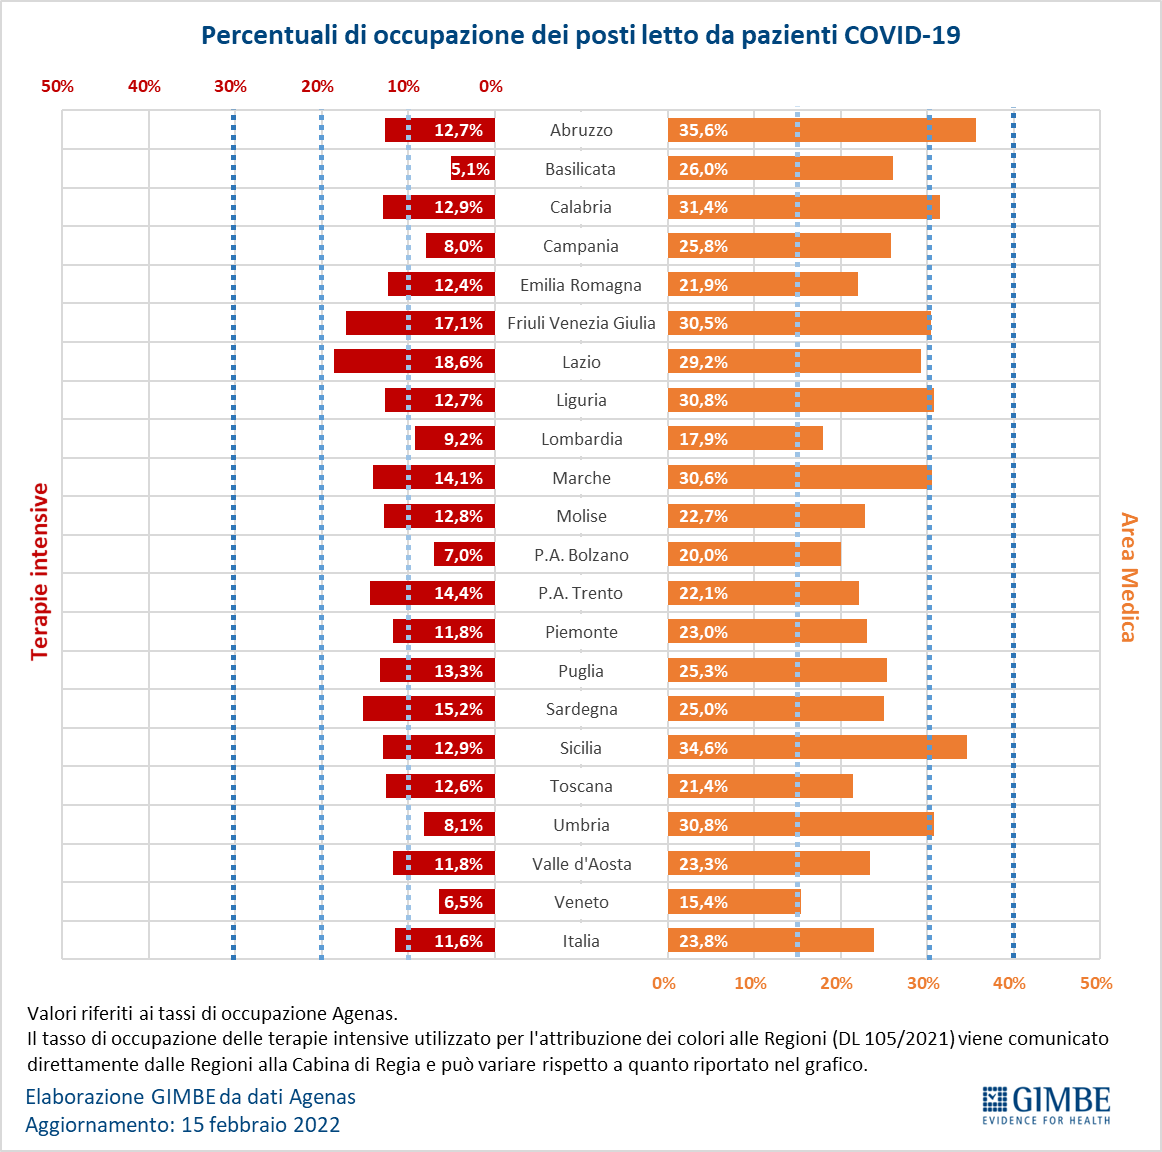 Percentuali di occupazione dei posti letto da pazienti COVID-19
50% 40% 30% 20% 10% 0%
12,7% Abruzzo 35,6%
5,1% Basilicata 26,0%
12,9% Calabria 31,4%
8,0% Campania 25,8%
12,4% Emilia Romagna 21,9%
17,1% Friuli Venezia Giulia 30,5%
18,6% Lazio 29,2%
12,7% Liguria 30,8%
9,2% Lombardia 17,9%
14,1% Marche 30,6%
12,8% Molise 22,7%
7,0% P.A. Bolzano 20,0%
14,4% P.A. Trento 22,1%
11,8% Piemonte 23,0%
13,3% Puglia 25,3%
15,2% Sardegna 25,0%
12,9% Sicilia 34,6%
12,6% Toscana 21,4%
8,1% Umbria 30,8%
11,8% Valle d'Aosta 23,3%
6,5% Veneto 15,4%
11,6% Italia 23,8%
Terapie intensive
Area Medica
0% 10% 20% 30% 40% 50%
Valori riferiti ai tassi di occupazione Agenas.
Il tasso di occupazione delle terapie intensive utilizzato per l'attribuzione dei colori alle Regioni (DL 105/2021) viene comunicato
direttamente dalle Regioni alla Cabina di Regia e può variare rispetto a quanto riportato nel grafico.
Elaborazione GIMBE da dati Agenas
Aggiornamento: 15 febbraio 2022
GIMBE
EVIDENCE FOR HEALTH